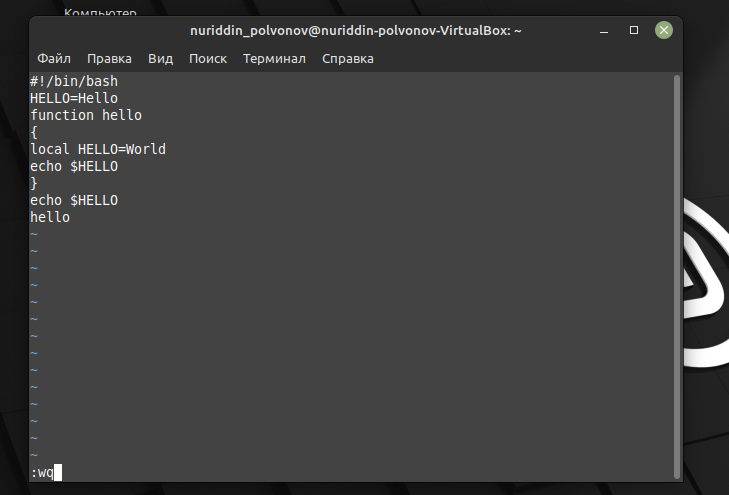 Компьютер
nuriddin_polvonov@nuriddin-polvonov-VirtualBox: ~
Файл Правка Вид Поиск Терминал Справка
#!/bin/bash
HELLO=Hello
function hello
{
local HELLO=World
echo $HELLO
}
echo $HELLO
hello
~
~
~
~
~
~
~
~
~
~
~
~
~
~
:wq